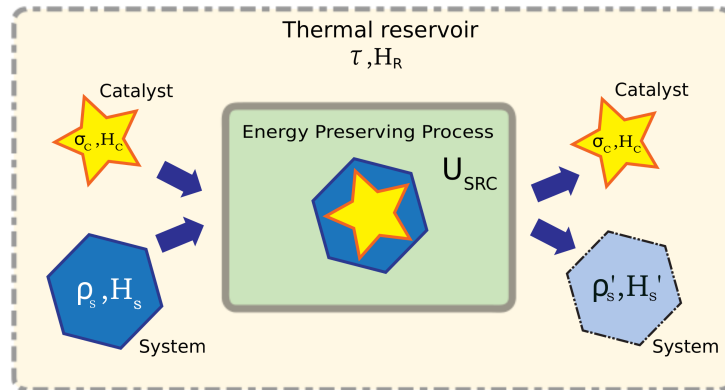 Thermal reservoir
τ,H_R
Catalyst
σ_C,H_C
Energy Preserving Process
U_SRC
ρ_s,H_s
System
Catalyst
σ_C,H_C
ρ_s',H_s'
System